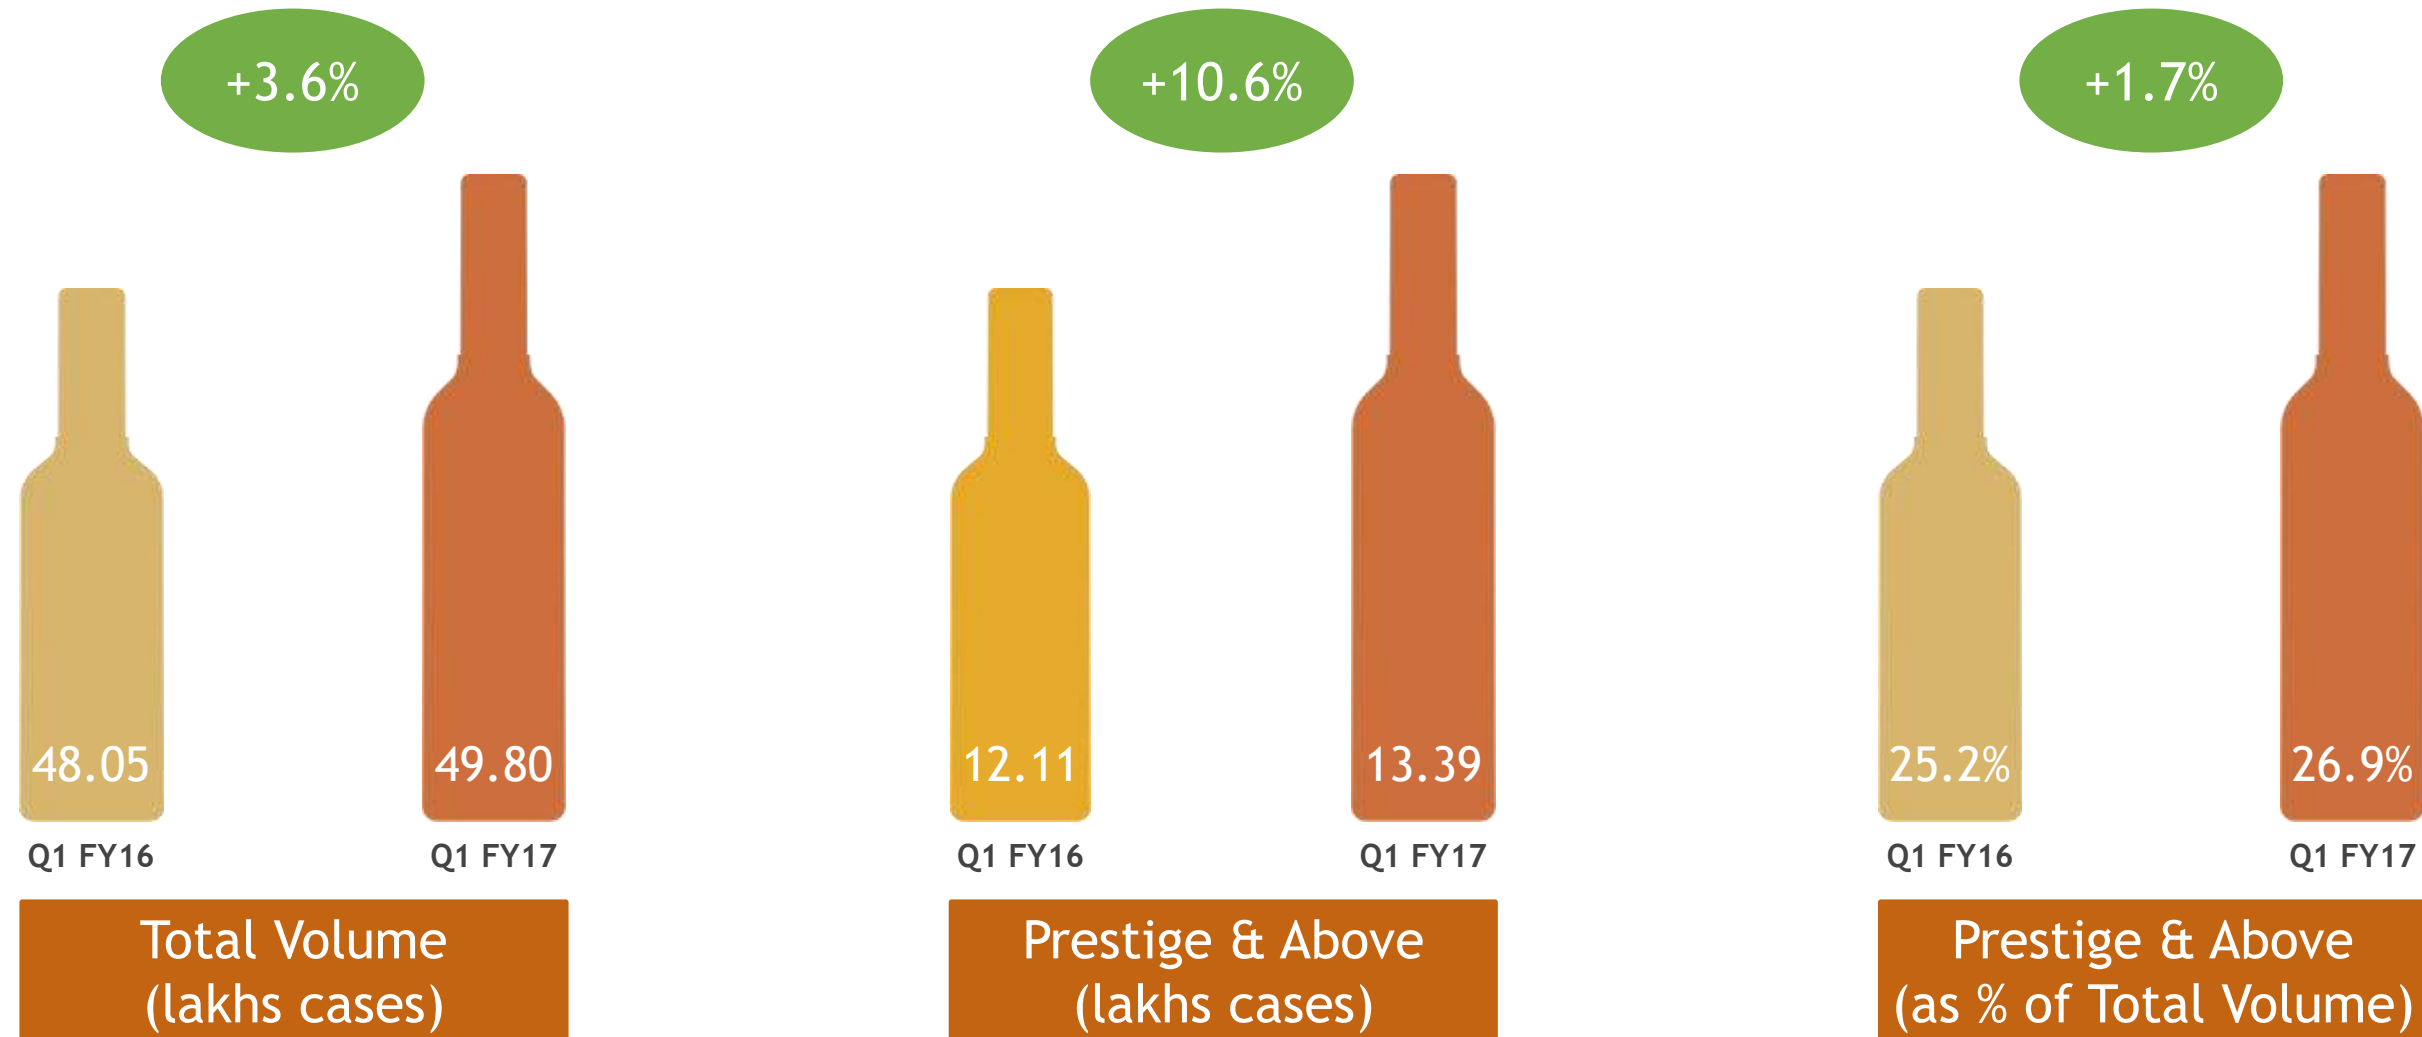 +3.6%
+10.6%
+1.7%
48.05
49.80
12.11
13.39
25.2%
26.9%
Q1 FY16
Q1 FY17
Q1 FY16
Q1 FY17
Q1 FY16
Q1 FY17
Total Volume
(lakhs cases)
Prestige & Above
(lakhs cases)
Prestige & Above
(as % of Total Volume)